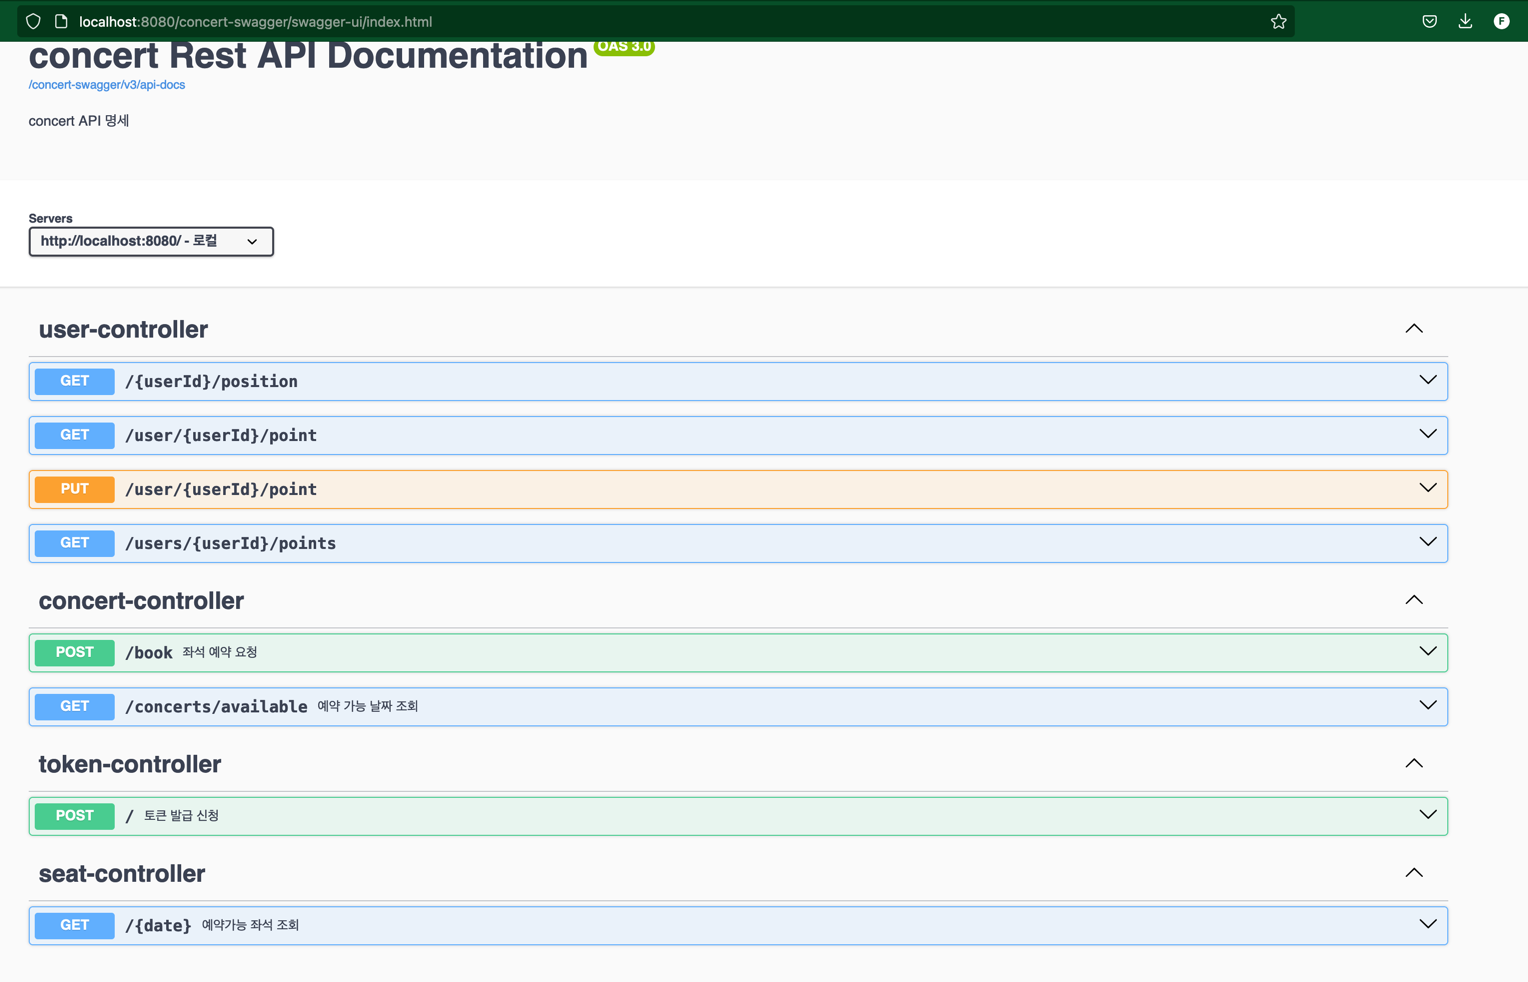 localhost:8080/concert-swagger/swagger-ui/index.html
F
concert Rest API Documentation OAS 3.0
/concert-swagger/v3/api-docs
concert API 명세
Servers
http://localhost:8080/ - 로컬
user-controller
GET /{userId}/position
GET /user/{userId}/point
PUT /user/{userId}/point
GET /users/{userId}/points
concert-controller
POST /book 좌석 예약 요청
GET /concerts/available 예약 가능 날짜 조회
token-controller
POST / 토큰 발급 신청
seat-controller
GET /{date} 예약가능 좌석 조회